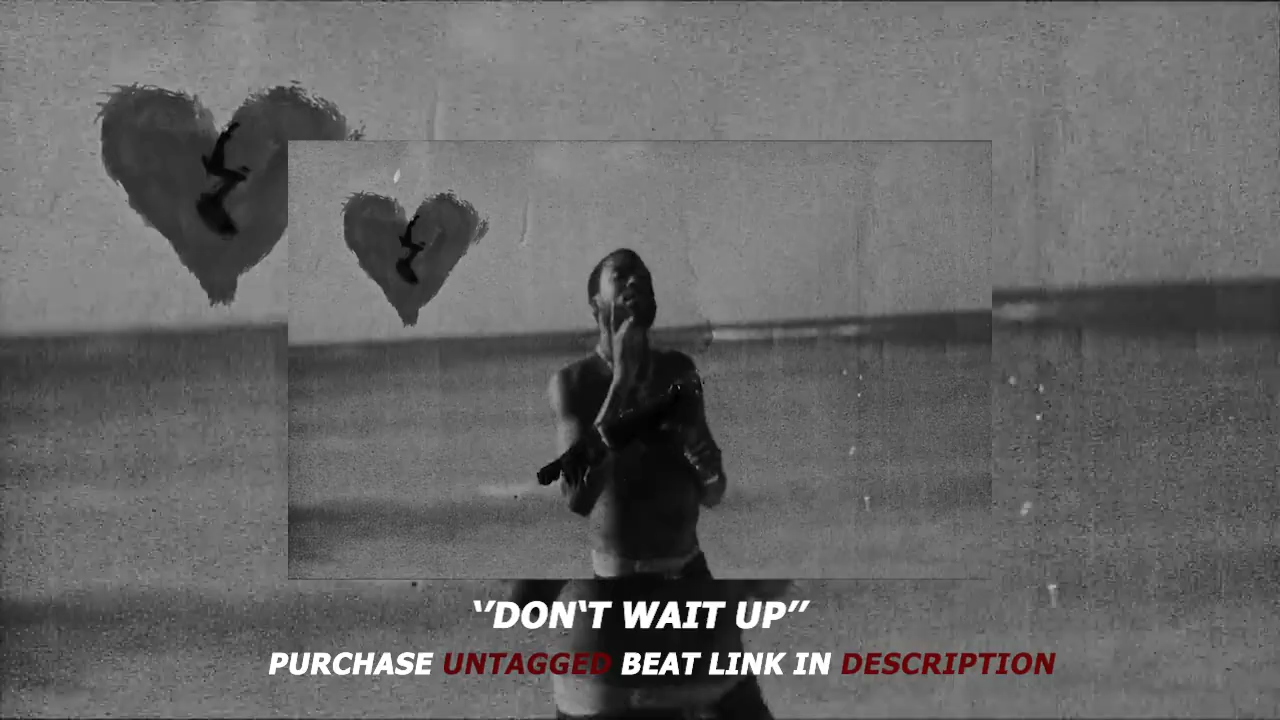 ‘’DON‘T WAIT UP’’
PURCHASE UNTAGGED BEAT LINK IN DESCRIPTION